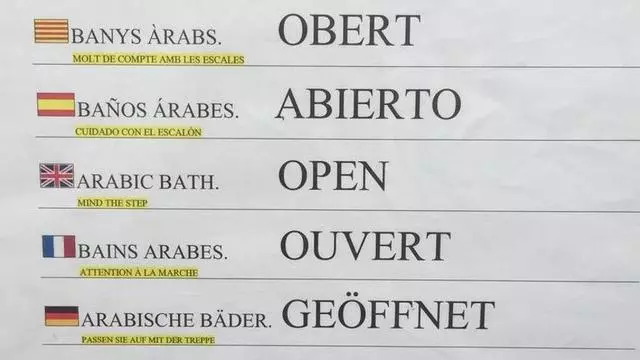 BANYS ÀRABS. OBERT
MOLT DE COMPTE AMB LES ESCALES
BAÑOS ÁRABES. ABIERTO
CUIDADO CON EL ESCALÓN
ARABIC BATH. OPEN
MIND THE STEP
BAINS ARABES. OUVERT
ATTENTION À LA MARCHE
ARABISCHE BÄDER. GEÖFFNET
PASSEN SIE AUF MIT DER TREPPE